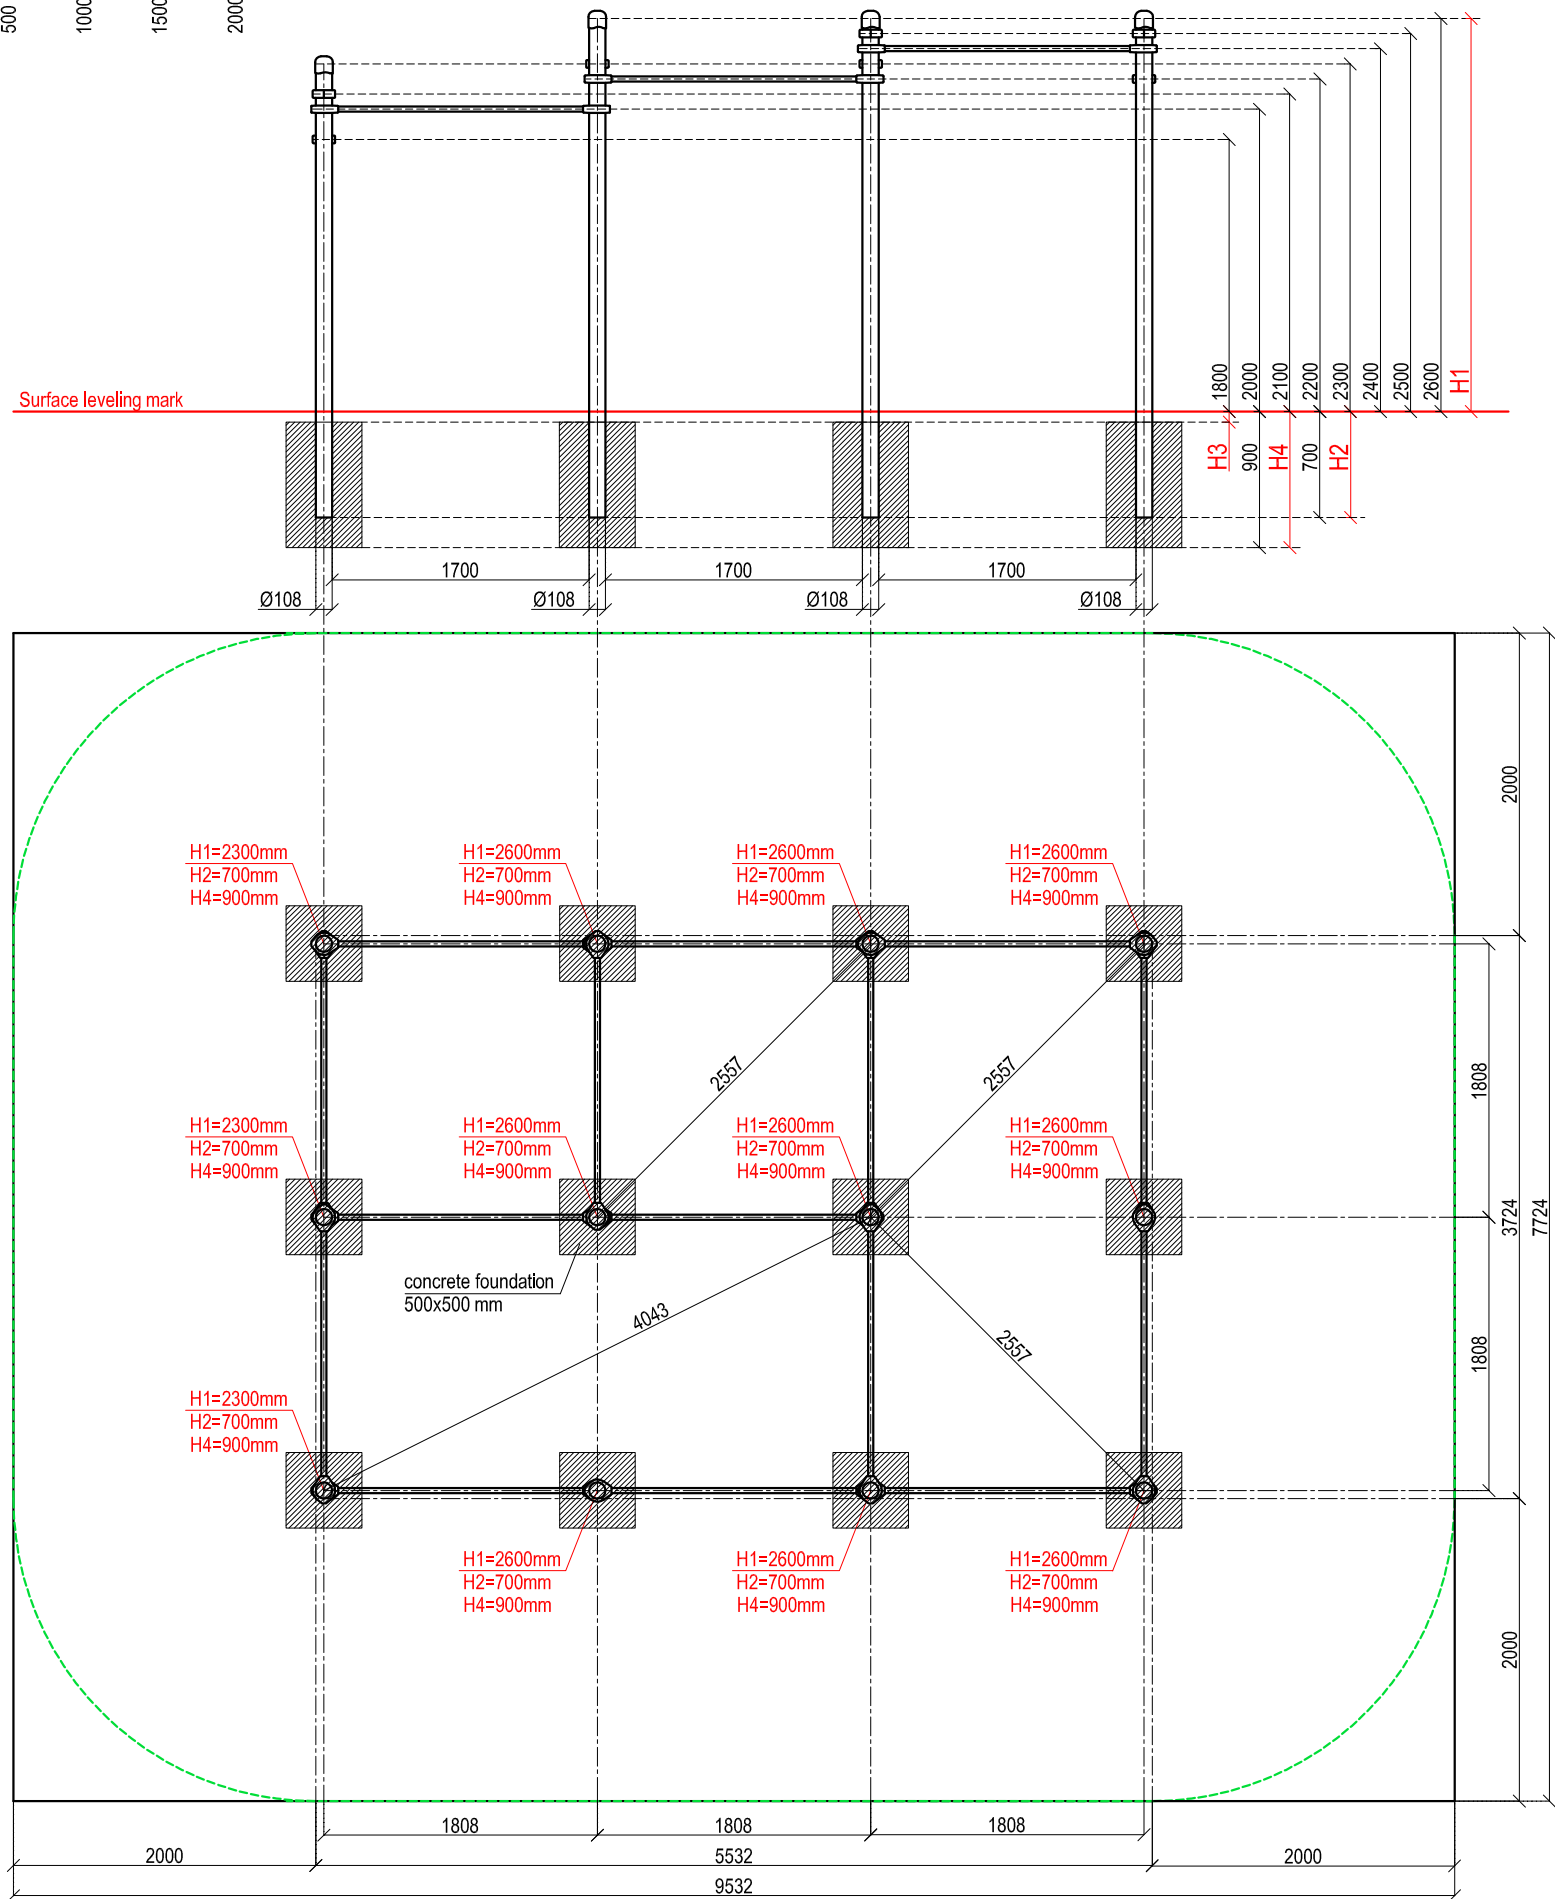 500
1000
1500
2000
Surface leveling mark
1800
2000
2100
2200
2300
2400
2500
2600
H1
H3
900
H4
700
H2
1700
1700
1700
Ø108
Ø108
Ø108
Ø108
2000
H1=2300mm
H2=700mm
H4=900mm
H1=2600mm
H2=700mm
H4=900mm
H1=2600mm
H2=700mm
H4=900mm
H1=2600mm
H2=700mm
H4=900mm
2557
2557
1808
H1=2300mm
H2=700mm
H4=900mm
H1=2600mm
H2=700mm
H4=900mm
H1=2600mm
H2=700mm
H4=900mm
H1=2600mm
H2=700mm
H4=900mm
3724
7724
concrete foundation
500x500 mm
4043
2557
1808
H1=2300mm
H2=700mm
H4=900mm
H1=2600mm
H2=700mm
H4=900mm
H1=2600mm
H2=700mm
H4=900mm
H1=2600mm
H2=700mm
H4=900mm
2000
1808
1808
1808
2000
5532
2000
9532